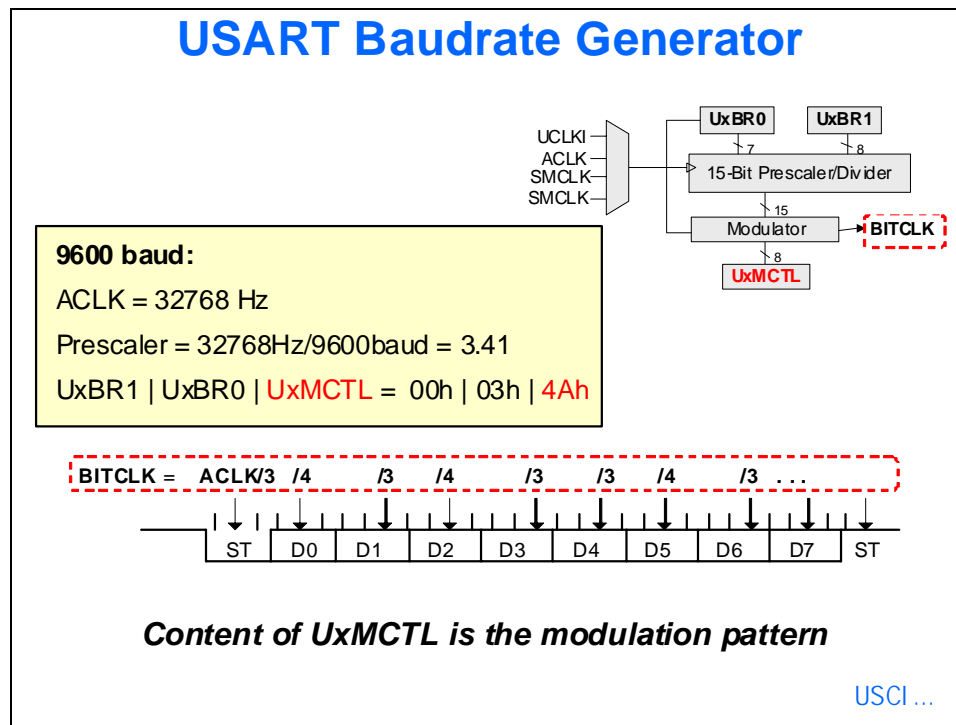 USART Baudrate Generator
UxBR0 UxBR1
UCLKI
ACLK
SMCLK
SMCLK
7 8
15-Bit Prescaler/Divider
15
Modulator
BITCLK
8
UxMCTL
9600 baud:
ACLK = 32768 Hz
Prescaler = 32768Hz/9600baud = 3.41
UxBR1 | UxBR0 | UxMCTL = 00h | 03h | 4Ah
BITCLK = ACLK/3 /4 /3 /4 /3 /3 /4 /3 . . .
ST D0 D1 D2 D3 D4 D5 D6 D7 ST
Content of UxMCTL is the modulation pattern
USCI ...